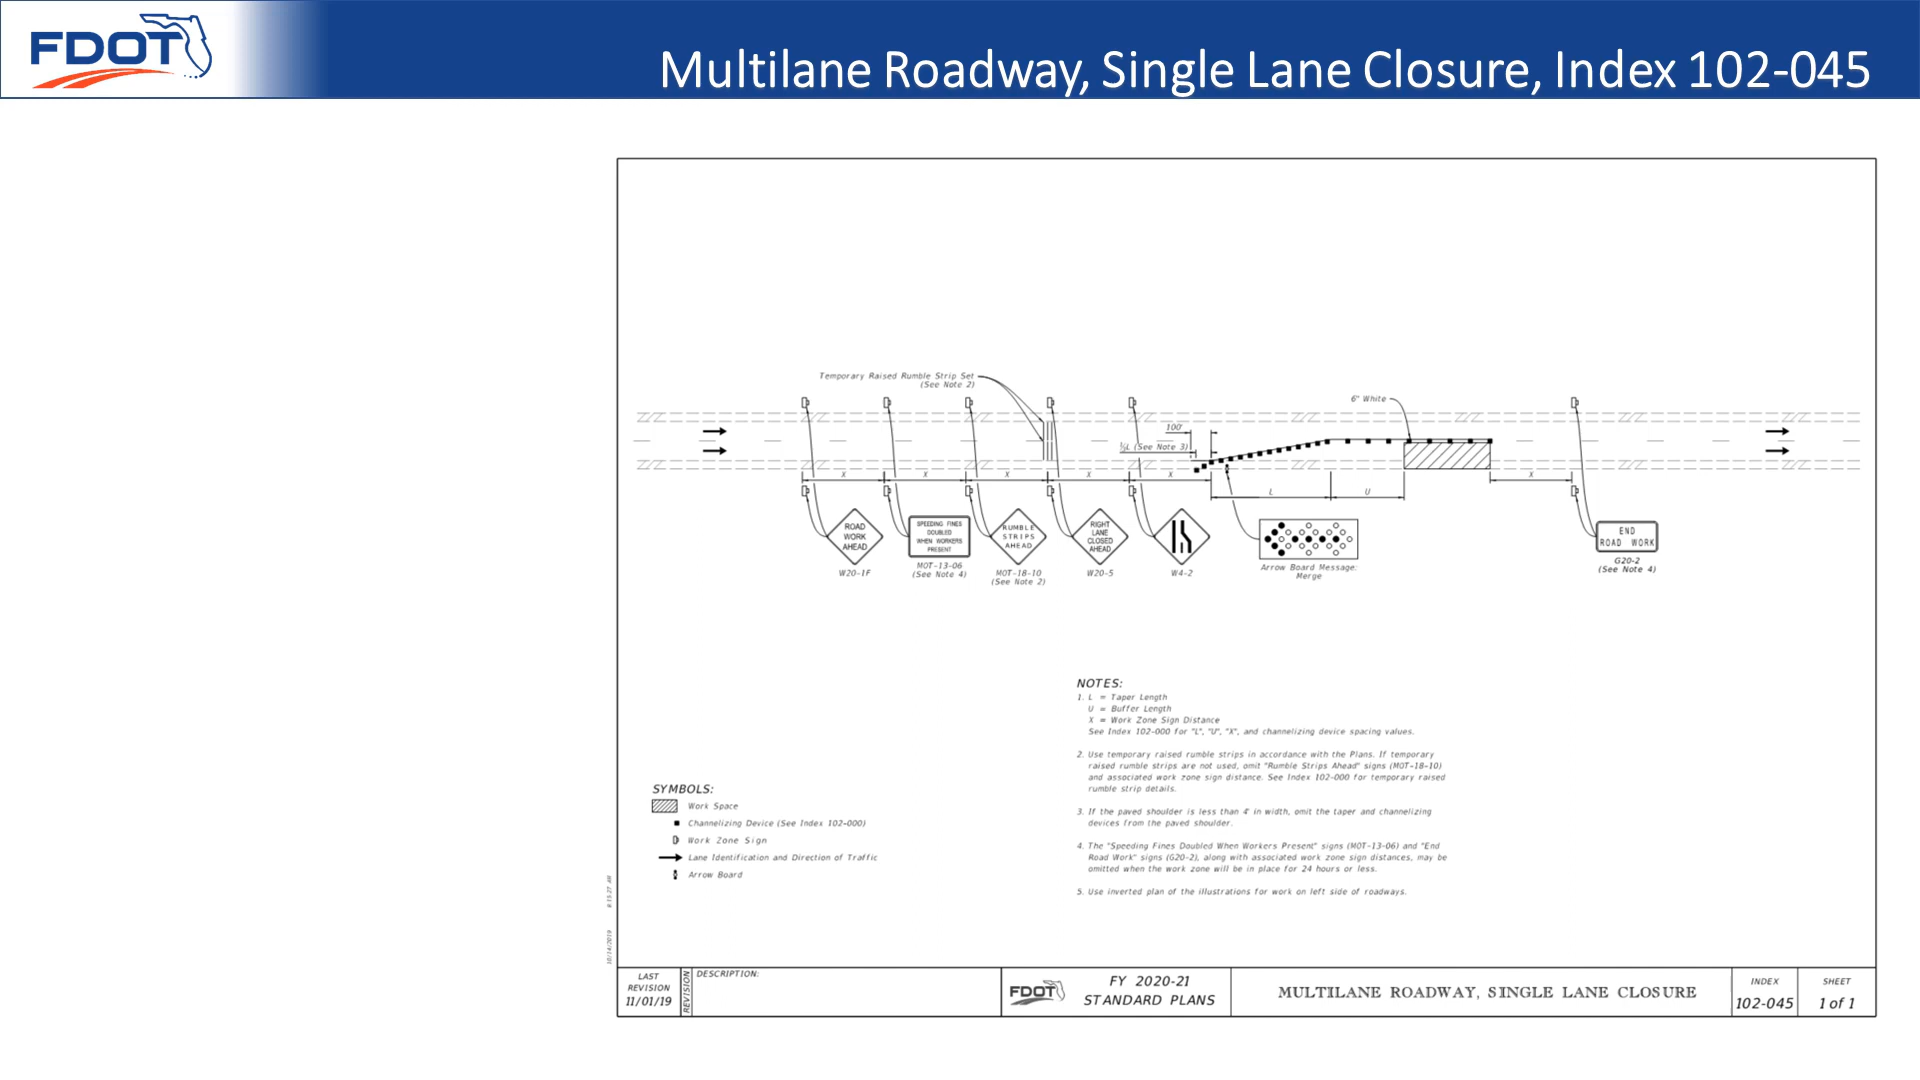 FDOT
Multilane Roadway, Single Lane Closure, Index 102-045
Temporary Raised Rumble Strip Set
(See Note 2)
6" White
100'
½L (See Note 3)
X
X
X
X
X
X
L
U
ROAD
WORK
AHEAD
W20-1F
SPEEDING FINES
DOUBLED
WHEN WORKERS
PRESENT
MOT-13-06
(See Note 4)
RUMBLE
STRIPS
AHEAD
MOT-18-10
(See Note 2)
RIGHT
LANE
CLOSED
AHEAD
W20-5
W4-2
Arrow Board Message:
Merge
END
ROAD WORK
G20-2
(See Note 4)
NOTES:
1. L = Taper Length
U = Buffer Length
X = Work Zone Sign Distance
See Index 102-000 for "L", "U", "X", and channelizing device spacing values.
2. Use temporary raised rumble strips in accordance with the Plans. If temporary
raised rumble strips are not used, omit "Rumble Strips Ahead" signs (MOT-18-10)
and associated work zone sign distance. See Index 102-000 for temporary raised
rumble strip details.
3. If the paved shoulder is less than 4' in width, omit the taper and channelizing
devices from the paved shoulder.
4. The "Speeding Fines Doubled When Workers Present" signs (MOT-13-06) and "End
Road Work" signs (G20-2), along with associated work zone sign distances, may be
omitted when the work zone will be in place for 24 hours or less.
5. Use inverted plan of the illustrations for work on left side of roadways.
SYMBOLS:
Work Space
Channelizing Device (See Index 102-000)
Work Zone Sign
Lane Identification and Direction of Traffic
Arrow Board
10/14/2019
LAST
REVISION
11/01/19
REVISION
DESCRIPTION:
FDOT
FY 2020-21
STANDARD PLANS
MULTILANE ROADWAY, SINGLE LANE CLOSURE
INDEX
102-045
SHEET
1 of 1